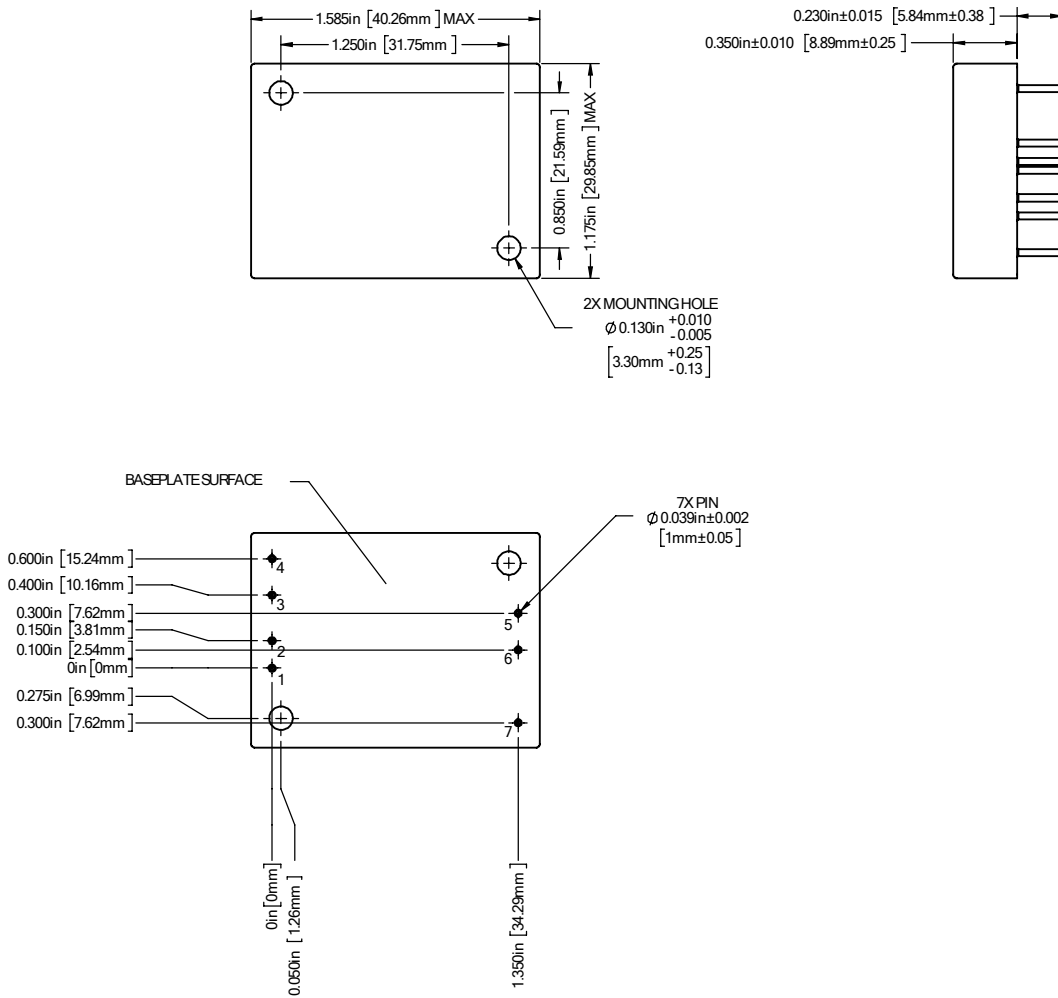 1.585in [40.26mm] MAX
1.250in [31.75mm]
0.850in [21.59mm]
1.175in [29.85mm] MAX
0.230in±0.015 [5.84mm±0.38]
0.350in±0.010 [8.89mm±0.25]
2X MOUNTING HOLE
Ø 0.130in +0.010 -0.005
[3.30mm +0.25 -0.13]
BASEPLATE SURFACE
7X PIN
Ø 0.039in±0.002
[1mm±0.05]
0.600in [15.24mm]
0.400in [10.16mm]
0.300in [7.62mm]
0.150in [3.81mm]
0.100in [2.54mm]
0in [0mm]
0.275in [6.99mm]
0.300in [7.62mm]
4
3
2
1
5
6
7
0in [0mm]
0.050in [1.26mm]
1.350in [34.29mm]